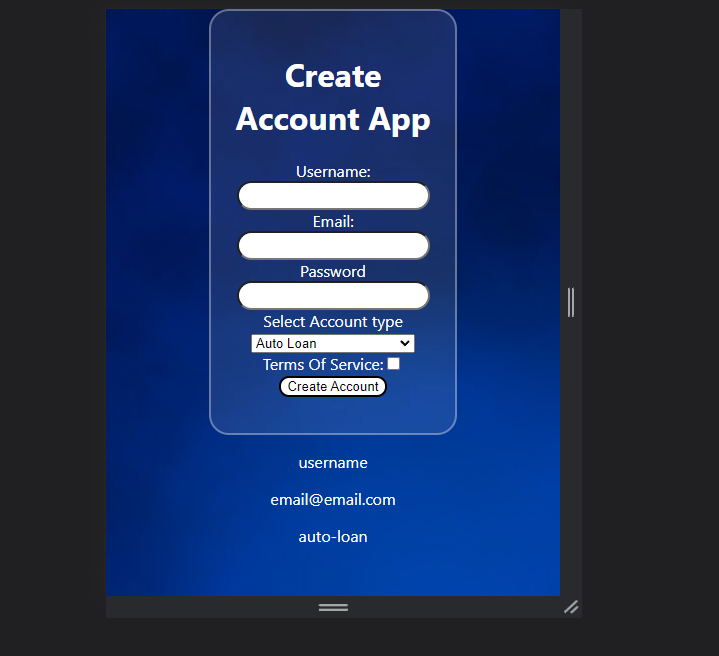 Create
Account App
Username:
Email:
Password
Select Account type
Auto Loan
Terms Of Service:
Create Account
username
email@email.com
auto-loan